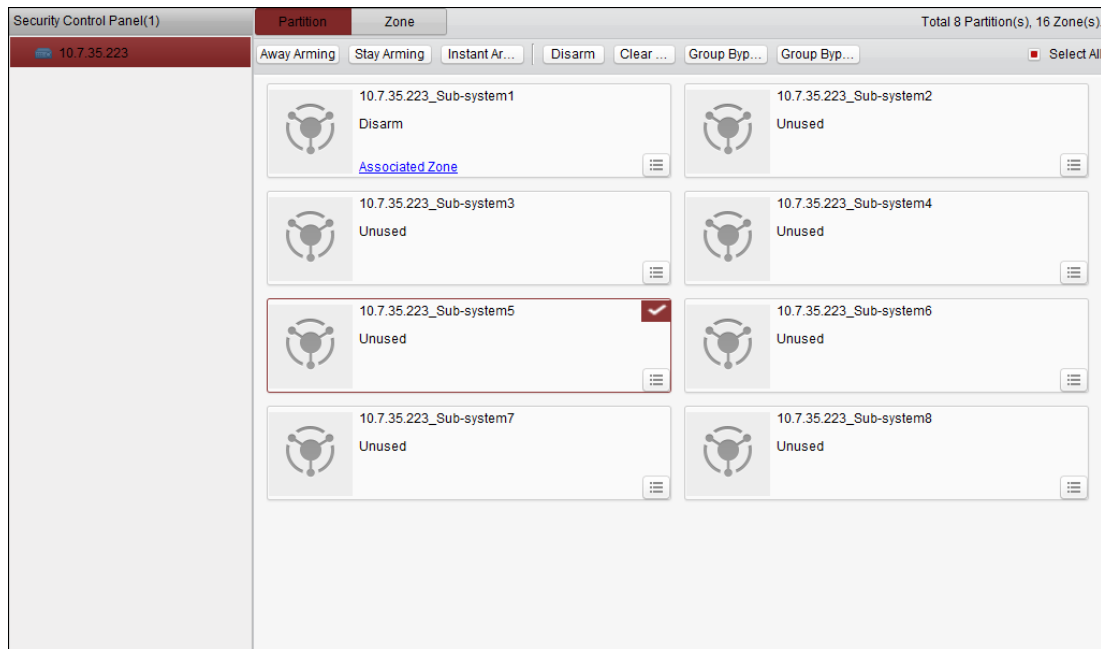 Security Control Panel(1)
Partition
Zone
Total 8 Partition(s), 16 Zone(s).
10.7.35.223
Away Arming
Stay Arming
Instant Ar...
Disarm
Clear ...
Group Byp...
Group Byp...
Select All
10.7.35.223_Sub-system1
Disarm
Associated Zone
10.7.35.223_Sub-system2
Unused
10.7.35.223_Sub-system3
Unused
10.7.35.223_Sub-system4
Unused
10.7.35.223_Sub-system5
Unused
10.7.35.223_Sub-system6
Unused
10.7.35.223_Sub-system7
Unused
10.7.35.223_Sub-system8
Unused